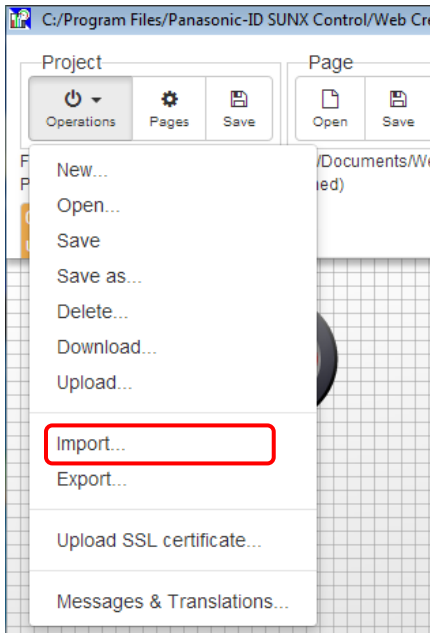 C:/Program Files/Panasonic-ID SUNX Control/Web Cre
Project
Page
Operations
Pages
Save
Open
Save
/Documents/We
ned)
New...
Open...
Save
Save as...
Delete...
Download...
Upload...
Import...
Export...
Upload SSL certificate...
Messages & Translations...